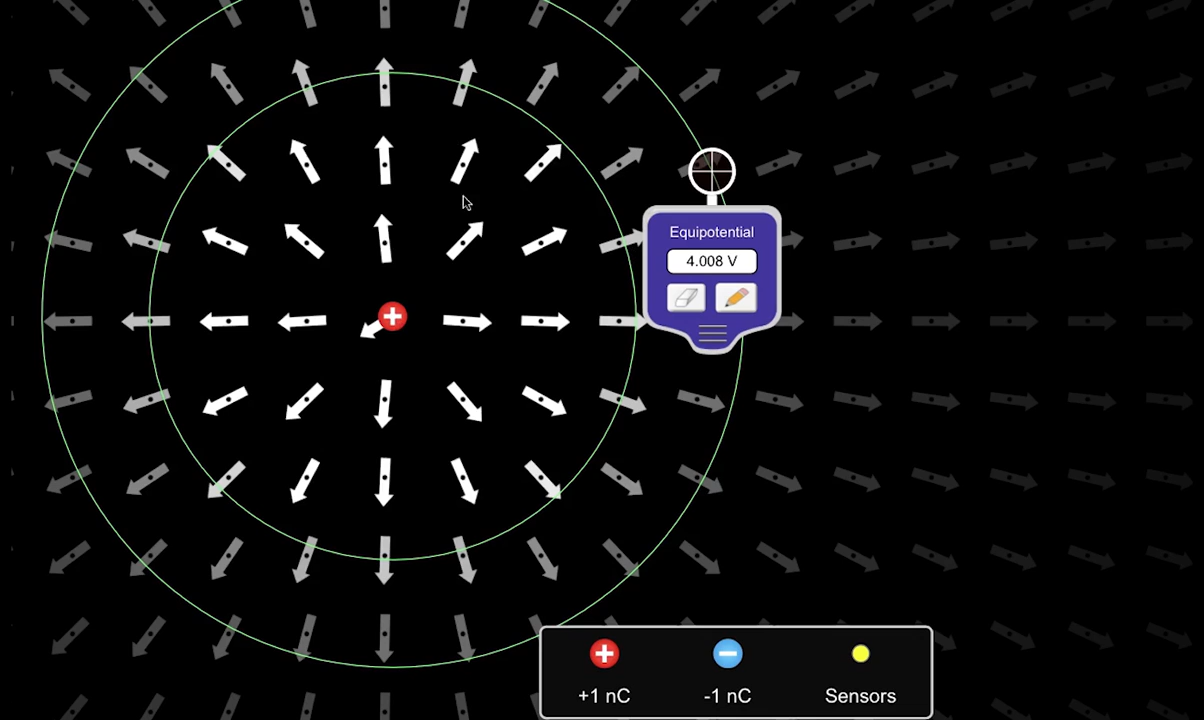 Equipotential
4.008 V
+1 nC
-1 nC
Sensors